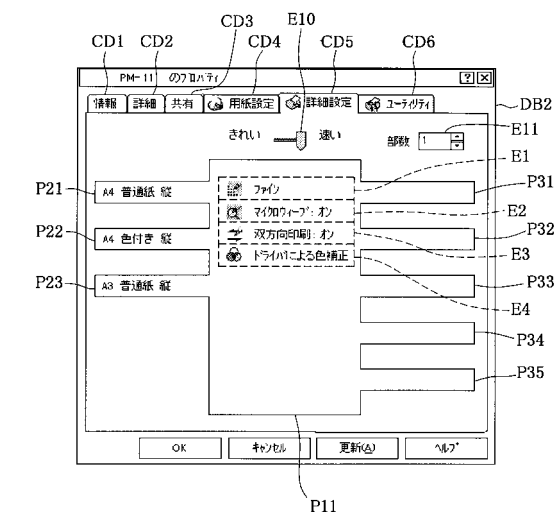 E10
CD3
CD1 CD2 CD4 CD5 CD6
PM-11 のプロパティ
情報 詳細 共有 用紙設定 詳細設定 ユーティリティ
DB2
きれい 速い 部数 1
E11
E1
P21 A4 普通紙 縦 ファイン P31
マイクロウィーブ: オン E2
P22 A4 色付き 縦 双方向印刷: オン P32
E3
ドライバによる色補正
P23 A3 普通紙 縦 P33
E4
P34
P35
OK キャンセル 更新(A) ヘルプ
P11